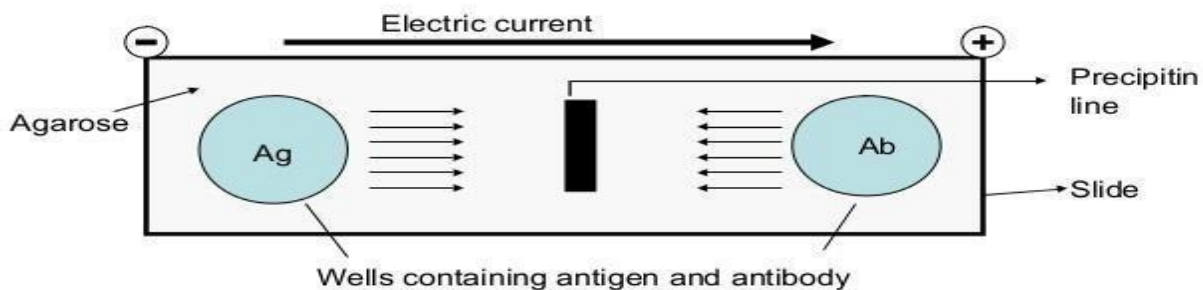 Electric current
−
+
Precipitin
line
Agarose
Ag
Ab
Slide
Wells containing antigen and antibody